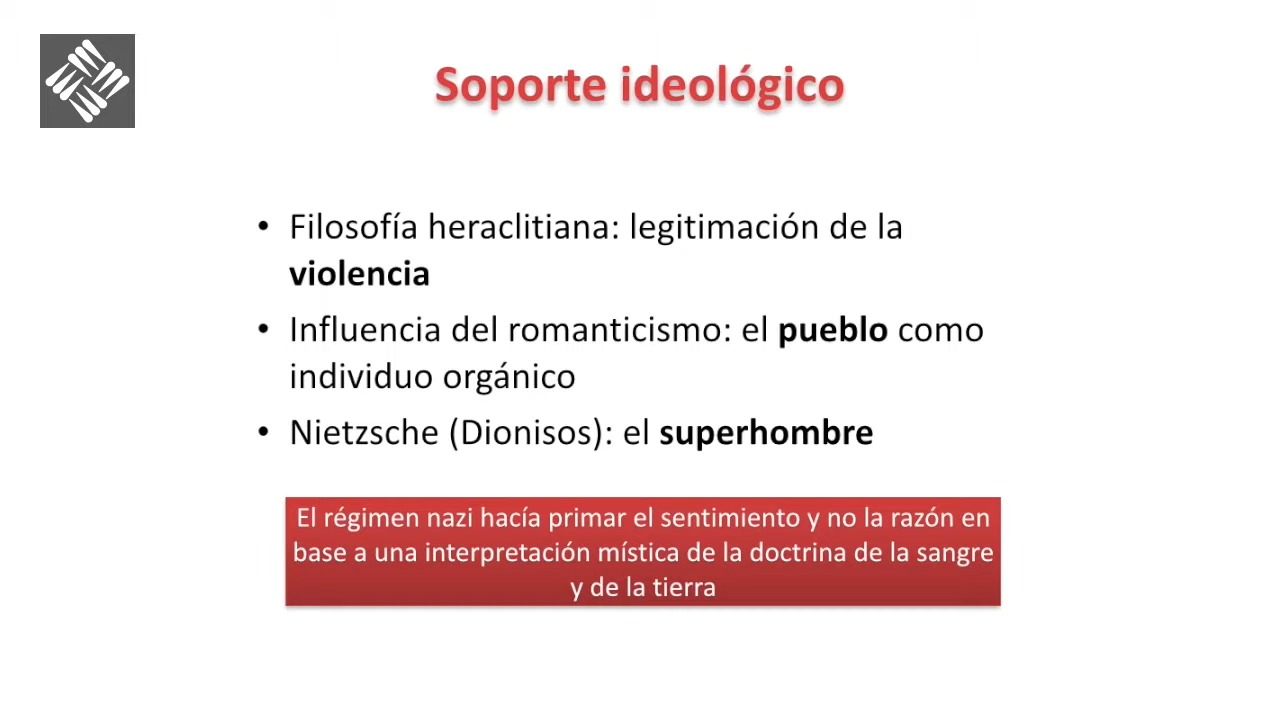 Soporte ideológico
• Filosofía heraclitiana: legitimación de la
violencia
• Influencia del romanticismo: el pueblo como
individuo orgánico
• Nietzsche (Dionisos): el superhombre
El régimen nazi hacía primar el sentimiento y no la razón en
base a una interpretación mística de la doctrina de la sangre
y de la tierra